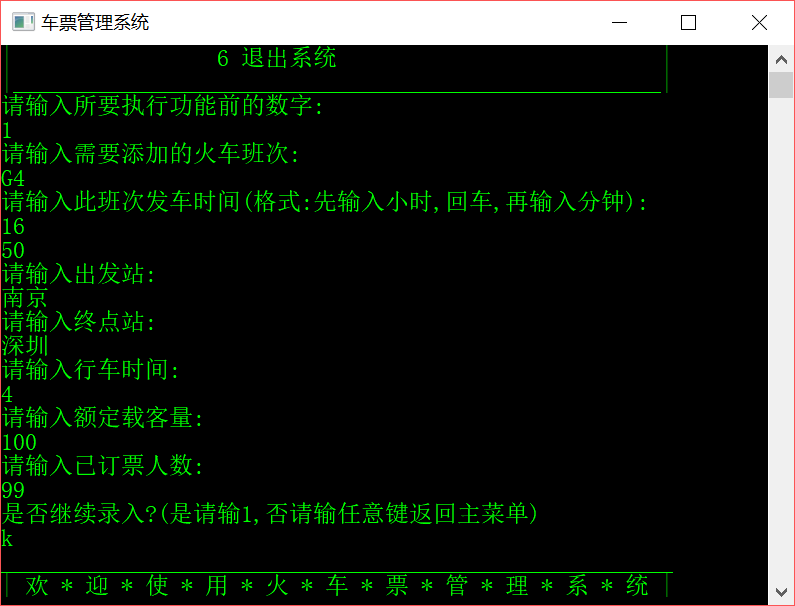 车票管理系统
6 退出系统
请输入所要执行功能前的数字:
1
请输入需要添加的火车班次:
G4
请输入此班次发车时间(格式:先输入小时,回车,再输入分钟):
16
50
请输入出发站:
南京
请输入终点站:
深圳
请输入行车时间:
4
请输入额定载客量:
100
请输入已订票人数:
99
是否继续录入?(是请输1,否请输任意键返回主菜单)
k
欢 * 迎 * 使 * 用 * 火 * 车 * 票 * 管 * 理 * 系 * 统